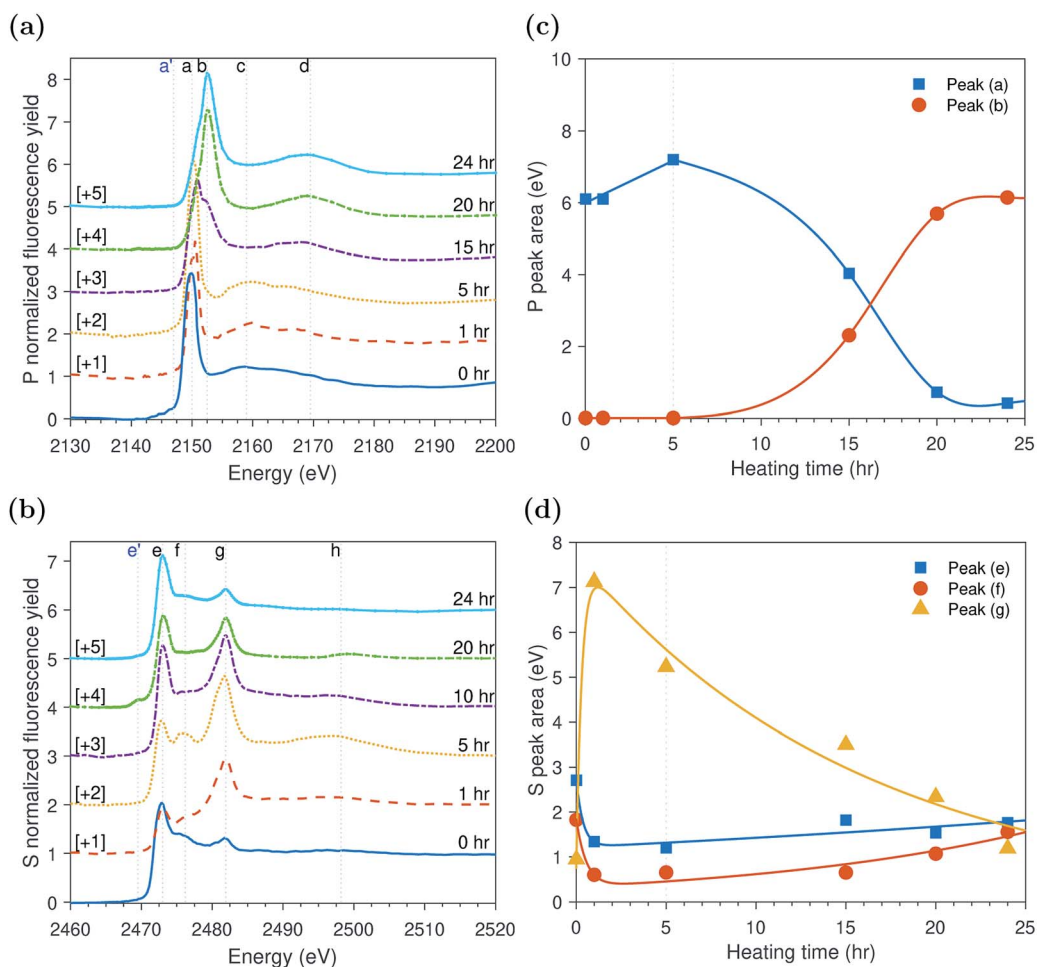 (a)
P normalized fluorescence yield
8
7
6
5
4
3
2
1
0
a' a b c d
[+5] 24 hr
[+4] 20 hr
[+3] 15 hr
[+2] 5 hr
[+1] 1 hr
0 hr
2130 2140 2150 2160 2170 2180 2190 2200
Energy (eV)
(c)
P peak area (eV)
10
8
6
4
2
0
Peak (a)
Peak (b)
0 5 10 15 20 25
Heating time (hr)
(b)
S normalized fluorescence yield
7
6
5
4
3
2
1
0
e' e f g h
24 hr
[+5] 20 hr
[+4] 10 hr
[+3] 5 hr
[+2] 1 hr
[+1] 0 hr
2460 2470 2480 2490 2500 2510 2520
Energy (eV)
(d)
S peak area (eV)
8
7
6
5
4
3
2
1
0
Peak (e)
Peak (f)
Peak (g)
0 5 10 15 20 25
Heating time (hr)